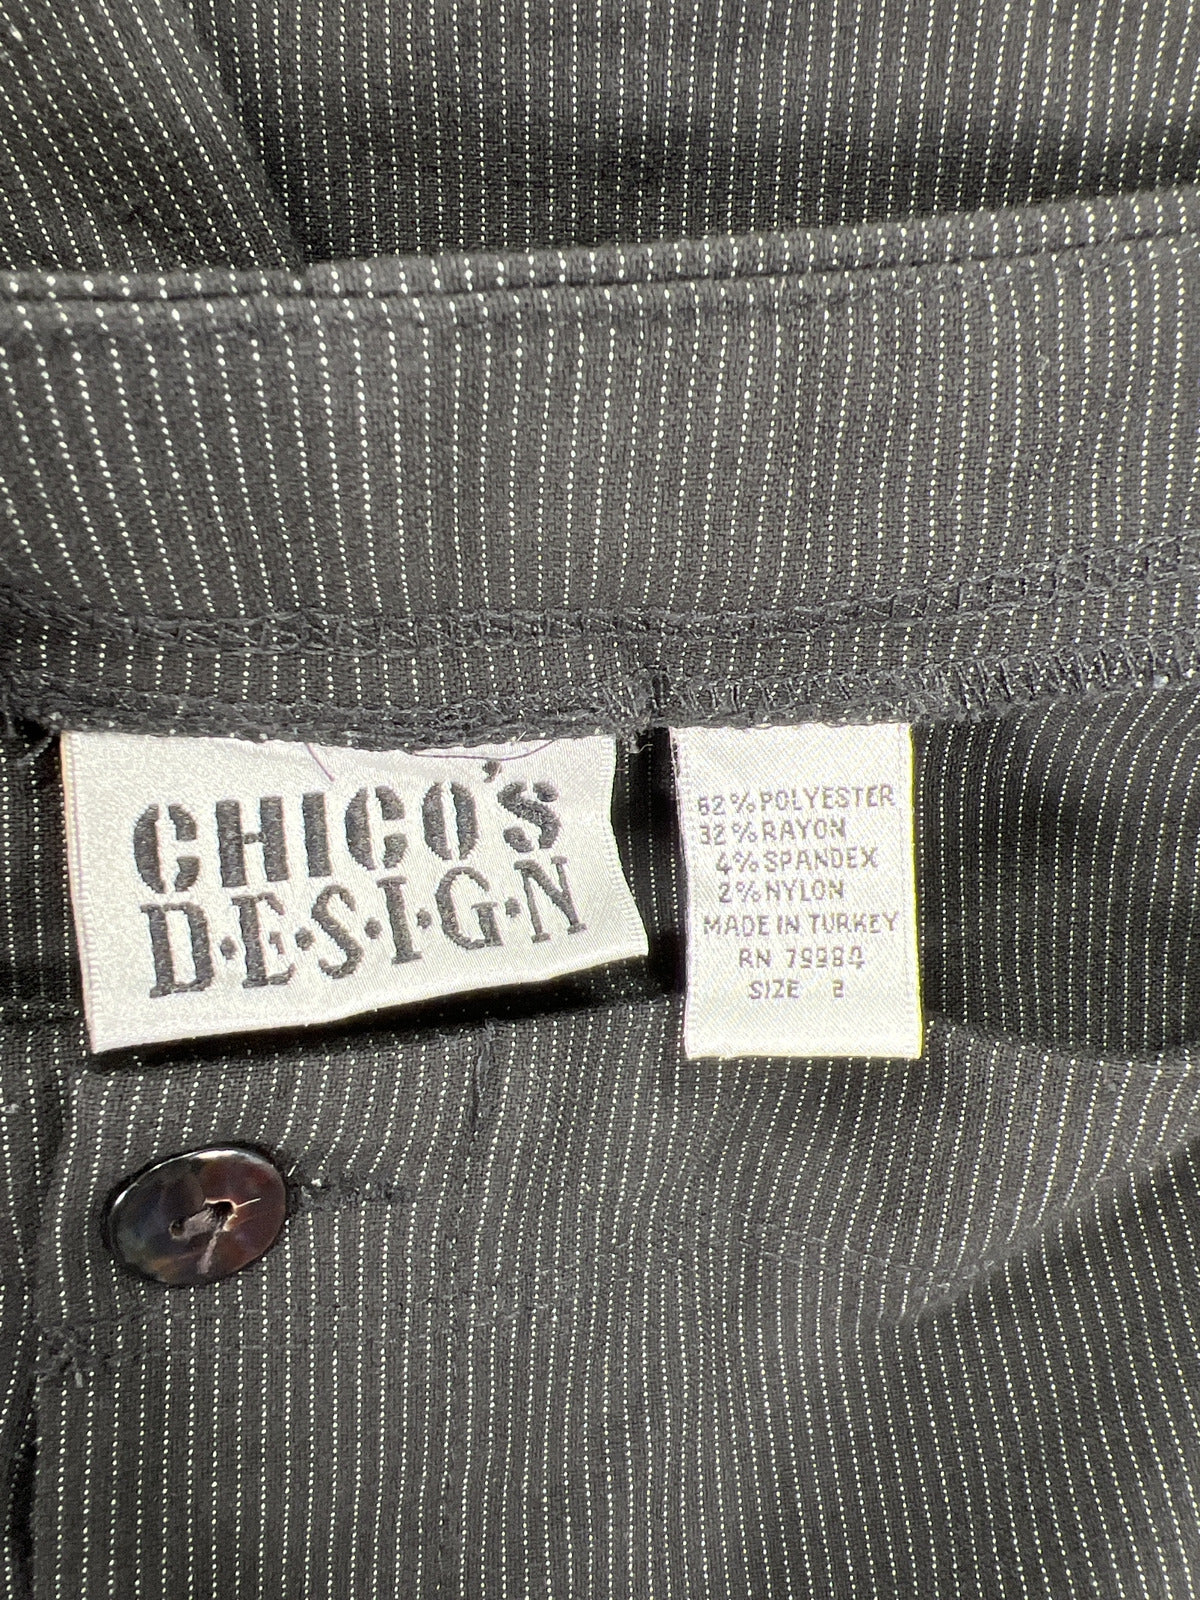 CHICO'S
D•E•S•I•G•N
62% POLYESTER
32% RAYON
4% SPANDEX
2% NYLON
MADE IN TURKEY
RN 79984
SIZE 2